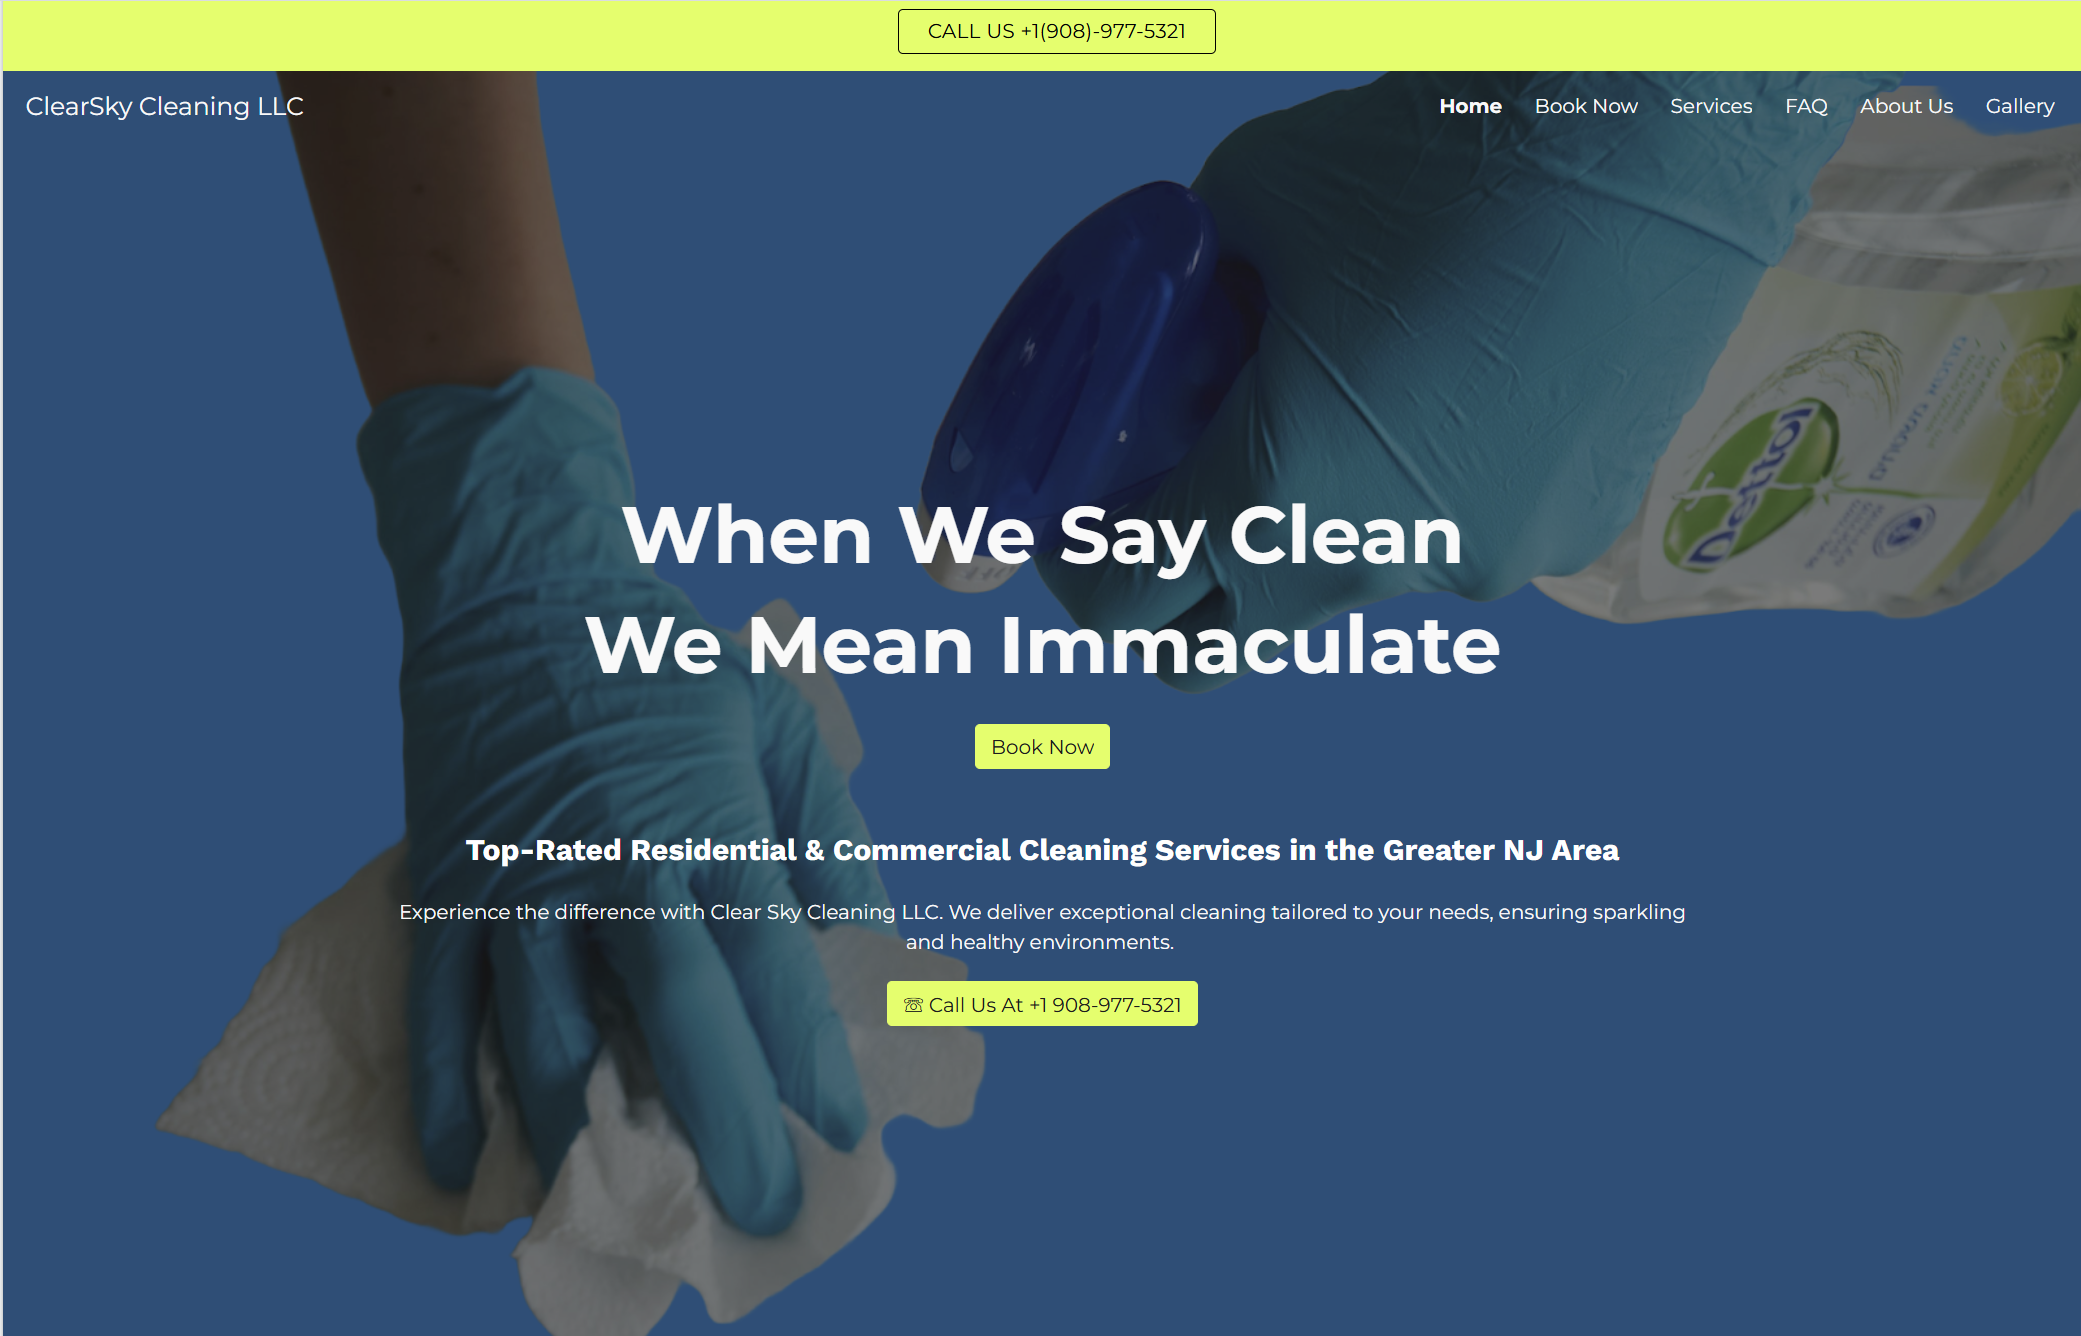 CALL US +1(908)-977-5321
ClearSky Cleaning LLC
Home Book Now Services FAQ About Us Gallery
Dettol
When We Say Clean
We Mean Immaculate
Book Now
Top-Rated Residential & Commercial Cleaning Services in the Greater NJ Area
Experience the difference with Clear Sky Cleaning LLC. We deliver exceptional cleaning tailored to your needs, ensuring sparkling
and healthy environments.
☏ Call Us At +1 908-977-5321